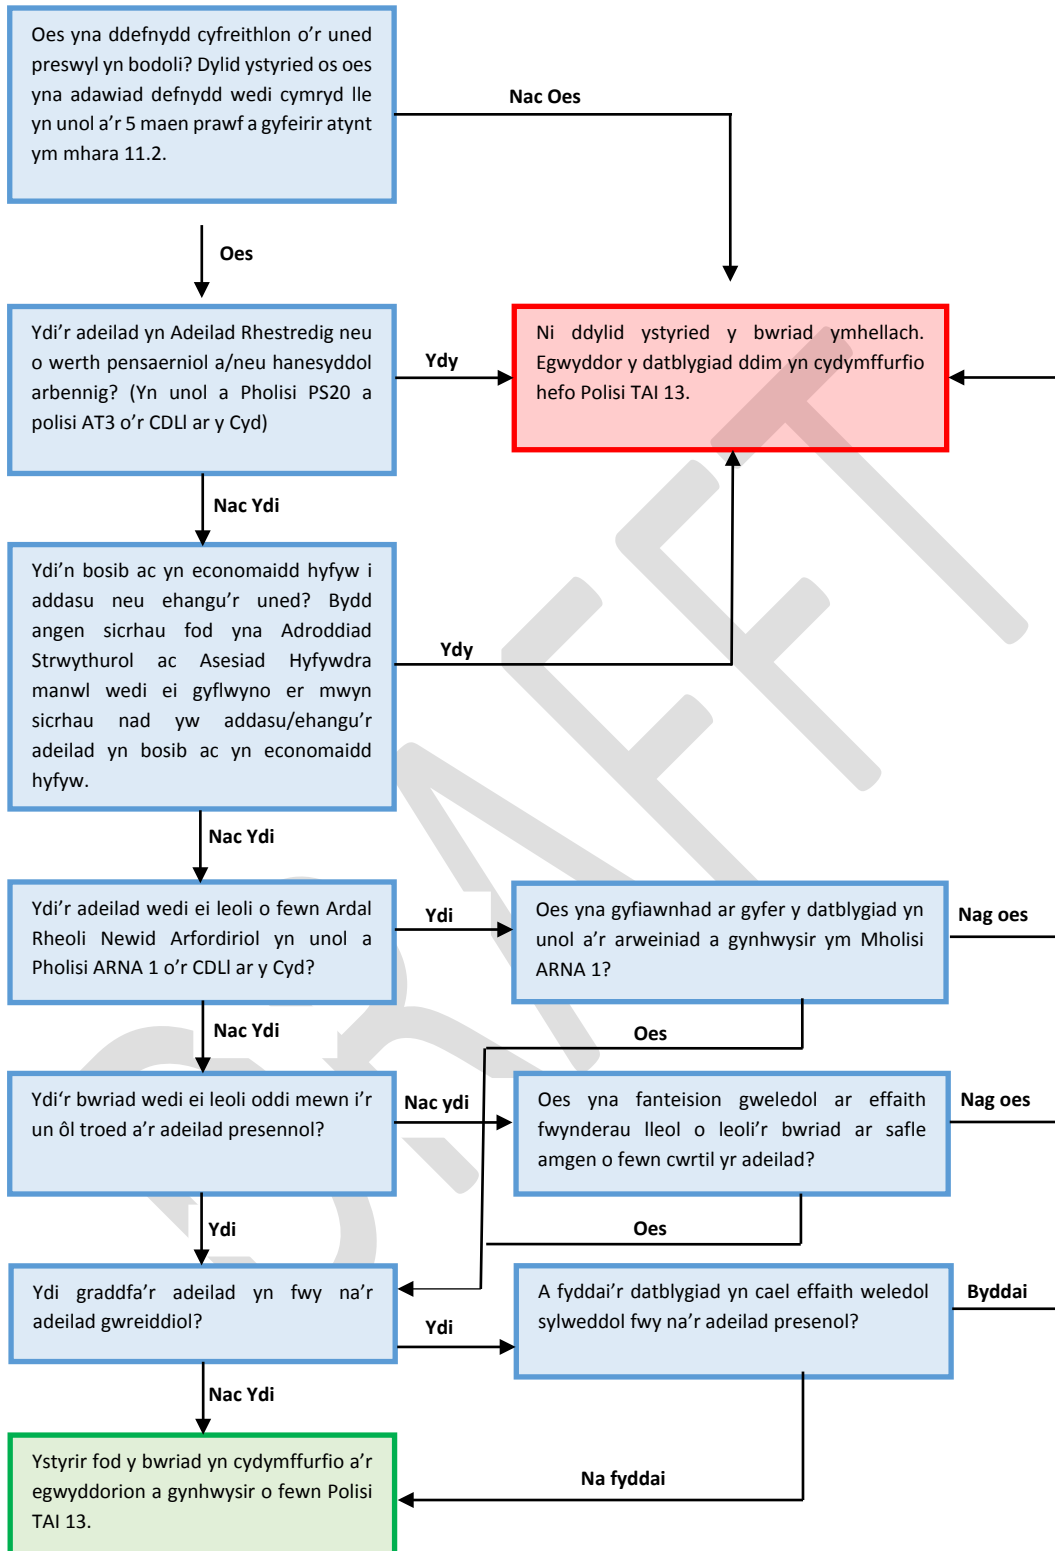 Oes yna ddefnydd cyfreithlon o'r uned
preswyl yn bodoli? Dylid ystyried os oes
yna adawiad defnydd wedi cymryd lle
yn unol a'r 5 maen prawf a gyfeirir atynt
ym mhara 11.2.
Nac Oes
Oes
Ydi'r adeilad yn Adeilad Rhestredig neu
o werth pensaerniol a/neu hanesyddol
arbennig? (Yn unol a Pholisi PS20 a
polisi AT3 o'r CDLl ar y Cyd)
Ydy
Ni ddylid ystyried y bwriad ymhellach.
Egwyddor y datblygiad ddim yn cydymffurfio
hefo Polisi TAI 13.
Nac Ydi
Ydi'n bosib ac yn economaidd hyfyw i
addasu neu ehangu'r uned? Bydd
angen sicrhau fod yna Adroddiad
Strwythurol ac Asesiad Hyfywdra
manwl wedi ei gyflwyno er mwyn
sicrhau nad yw addasu/ehangu'r
adeilad yn bosib ac yn economaidd
hyfyw.
Ydy
Nac Ydi
Ydi'r adeilad wedi ei leoli o fewn Ardal
Rheoli Newid Arfordiriol yn unol a
Pholisi ARNA 1 o'r CDLl ar y Cyd?
Ydi
Oes yna gyfiawnhad ar gyfer y datblygiad yn
unol a'r arweiniad a gynhwysir ym Mholisi
ARNA 1?
Nag oes
Nac Ydi
Oes
Ydi'r bwriad wedi ei leoli oddi mewn i'r
un ôl troed a'r adeilad presennol?
Nac ydi
Oes yna fanteision gweledol ar effaith
fwynderau lleol o leoli'r bwriad ar safle
amgen o fewn cwrtil yr adeilad?
Nag oes
Ydi
Oes
Ydi graddfa'r adeilad yn fwy na'r
adeilad gwreiddiol?
Ydi
A fyddai'r datblygiad yn cael effaith weledol
sylweddol fwy na'r adeilad presenol?
Byddai
Nac Ydi
Ystyrir fod y bwriad yn cydymffurfio a'r
egwyddorion a gynhwysir o fewn Polisi
TAI 13.
Na fyddai
DRAFFT